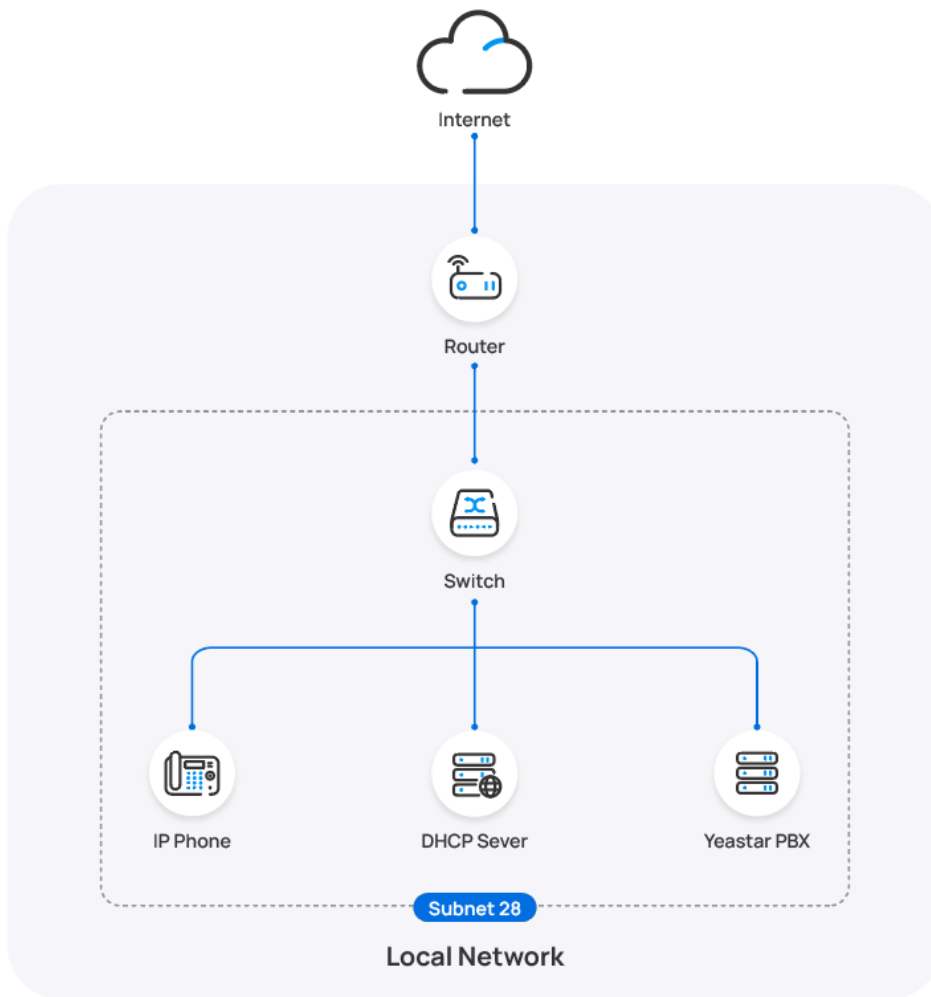 Internet
Router
Switch
IP Phone
DHCP Sever
Yeastar PBX
Subnet 28
Local Network